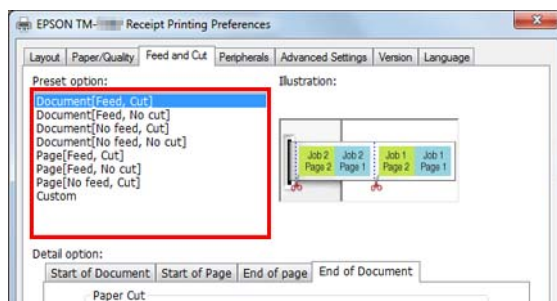 EPSON TM- Receipt Printing Preferences
Layout Paper/Quality Feed and Cut Peripherals Advanced Settings Version Language
Preset option:
Document[Feed, Cut]
Document[Feed, No cut]
Document[No feed, Cut]
Document[No feed, No cut]
Page[Feed, Cut]
Page[Feed, No cut]
Page[No feed, Cut]
Custom
Illustration:
Job 2 Job 2 Job 1 Job 1
Page 2 Page 1 Page 2 Page 1
Detail option:
Start of Document Start of Page End of page End of Document
Paper Cut